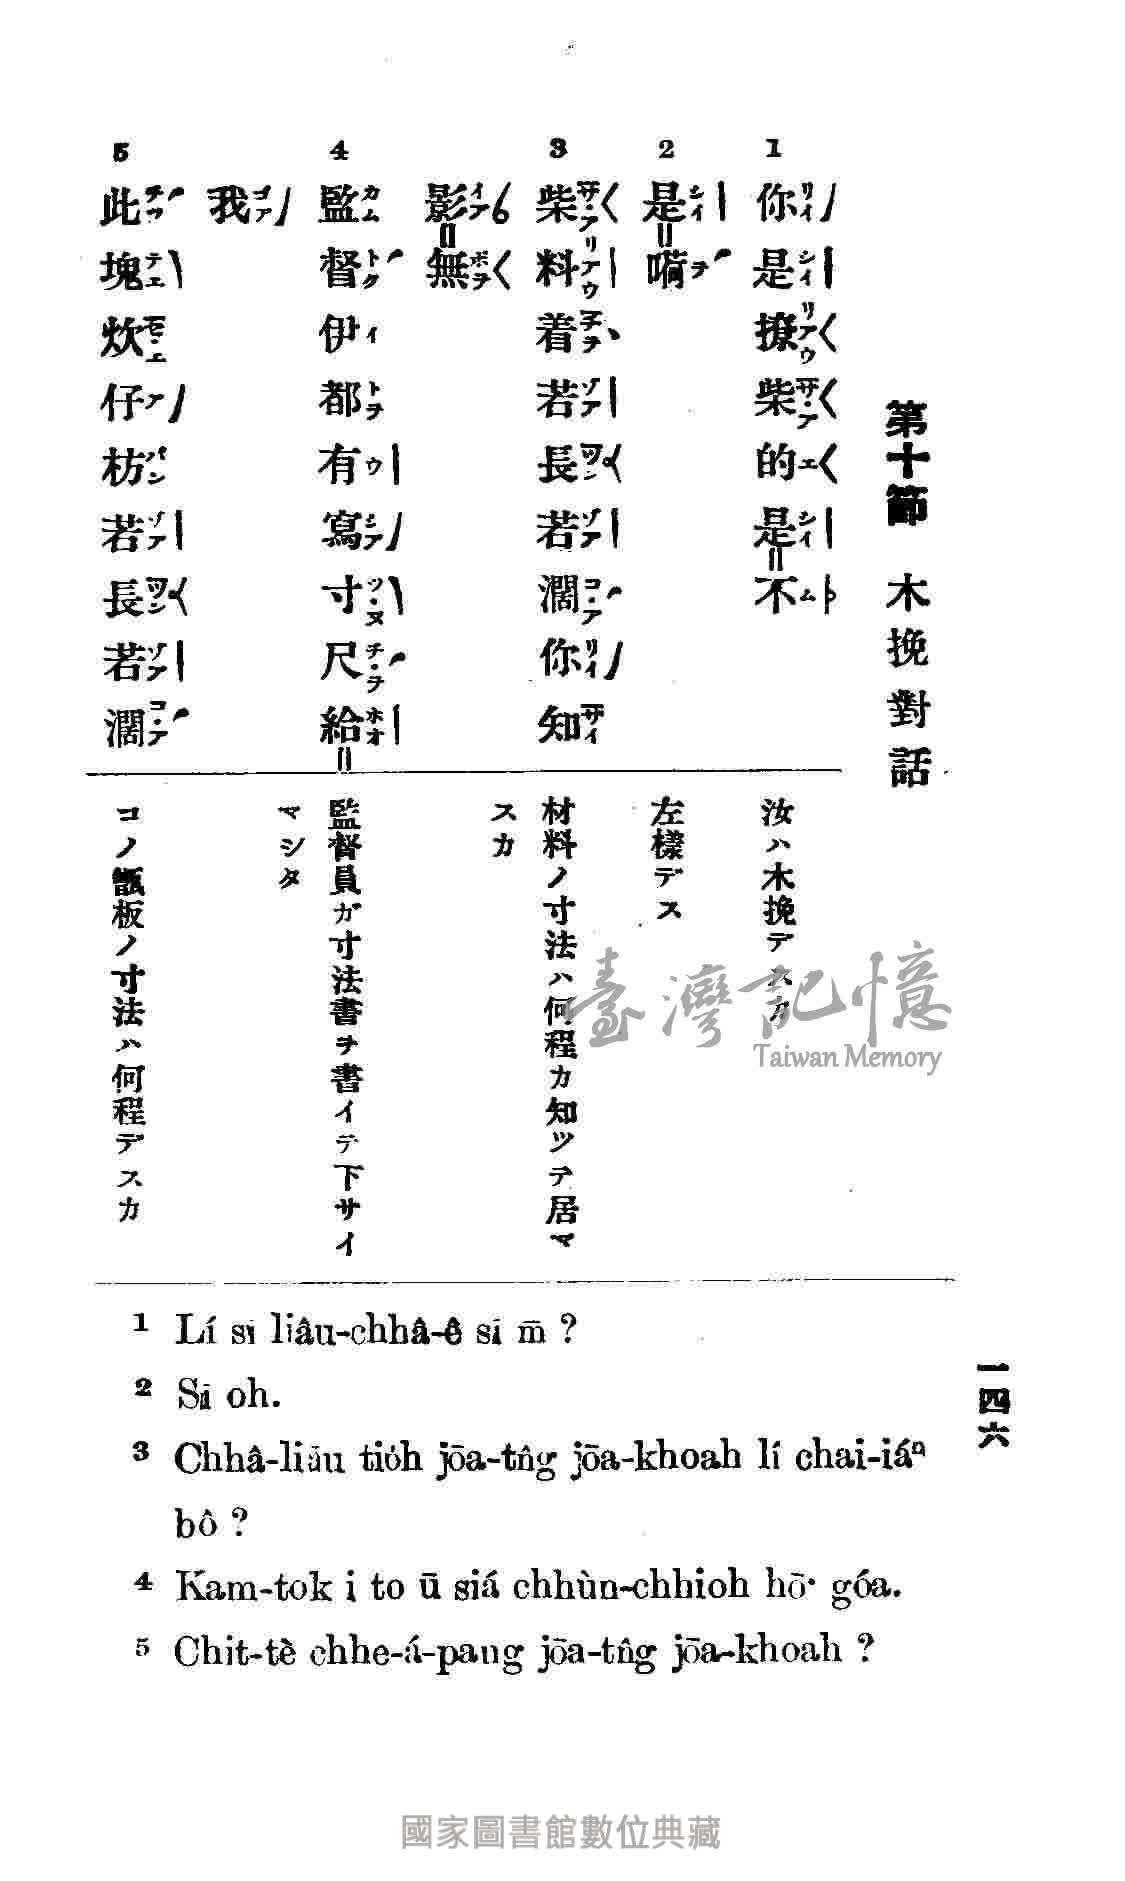 第十節 木挽對話
1 你是撩柴的是不
2 是嗬
3 柴料着若長若濶你知
影無
4 監督伊都有寫寸尺給
我
5 此塊炊仔枋若長若濶
汝ハ木挽デスカ
左樣デス
材料ノ寸法ハ何程カ知ツテ居マ
スカ
監督員ガ寸法書ヲ書イテ下サイ
マシタ
コノ甑板ノ寸法ハ何程デスカ
1 Lí sī liâu-chhâ-ê sī m̄ ?
2 Sī oh.
3 Chhâ-liāu tio̍h jōa-tn̂g jōa-khoah lí chai-iáⁿ
bô ?
4 Kam-tok i to ū siá chhùn-chhioh hō· góa.
5 Chit-tè chhe-á-pang jōa-tn̂g jōa-khoah ?
一四六
臺灣記憶
Taiwan Memory
國家圖書館數位典藏